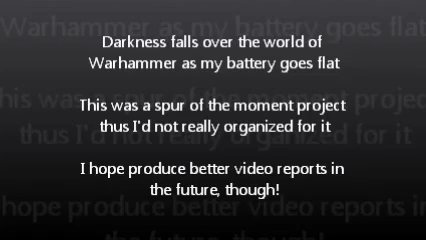 Darkness falls over the world of
Warhammer as my battery goes flat
This was a spur of the moment project
thus I'd not really organized for it
I hope produce better video reports in
the future, though!